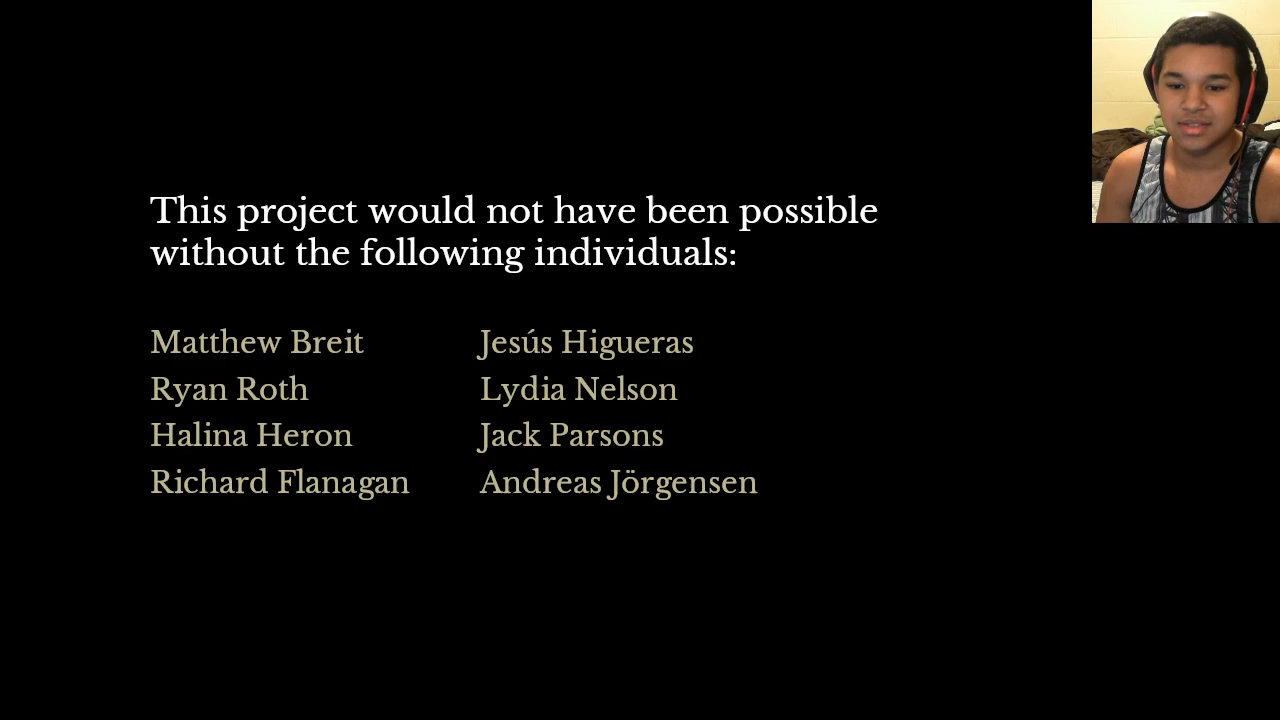 This project would not have been possible
without the following individuals:
Matthew Breit
Ryan Roth
Halina Heron
Richard Flanagan
Jesús Higueras
Lydia Nelson
Jack Parsons
Andreas Jörgensen